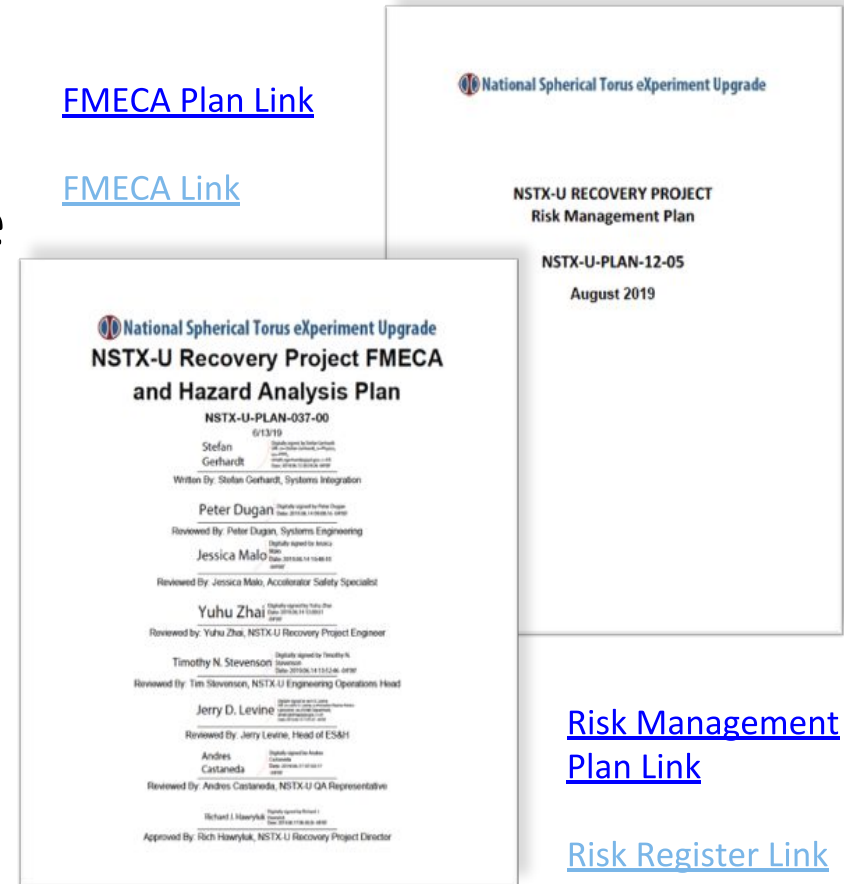 FMECA Plan Link
FMECA Link
e
National Spherical Torus eXperiment Upgrade
NSTX-U RECOVERY PROJECT
Risk Management Plan
NSTX-U-PLAN-12-05
August 2019
National Spherical Torus eXperiment Upgrade
NSTX-U Recovery Project FMECA
and Hazard Analysis Plan
NSTX-U-PLAN-037-00
6/13/19
Stefan
Gerhardt
Written By: Stefan Gerhardt, Systems Integration
Peter Dugan
Reviewed By: Peter Dugan, Systems Engineering
Jessica Malo
Reviewed By: Jessica Malo, Accelerator Safety Specialist
Yuhu Zhai
Reviewed by: Yuhu Zhai, NSTX-U Recovery Project Engineer
Timothy N. Stevenson
Reviewed By: Tim Stevenson, NSTX-U Engineering Operations Head
Jerry D. Levine
Reviewed By: Jerry Levine, Head of ES&H
Andres
Castaneda
Reviewed By: Andres Castaneda, NSTX-U QA Representative
Richard J. Hawryluk
Approved By: Rich Hawryluk, NSTX-U Recovery Project Director
Risk Management
Plan Link
Risk Register Link